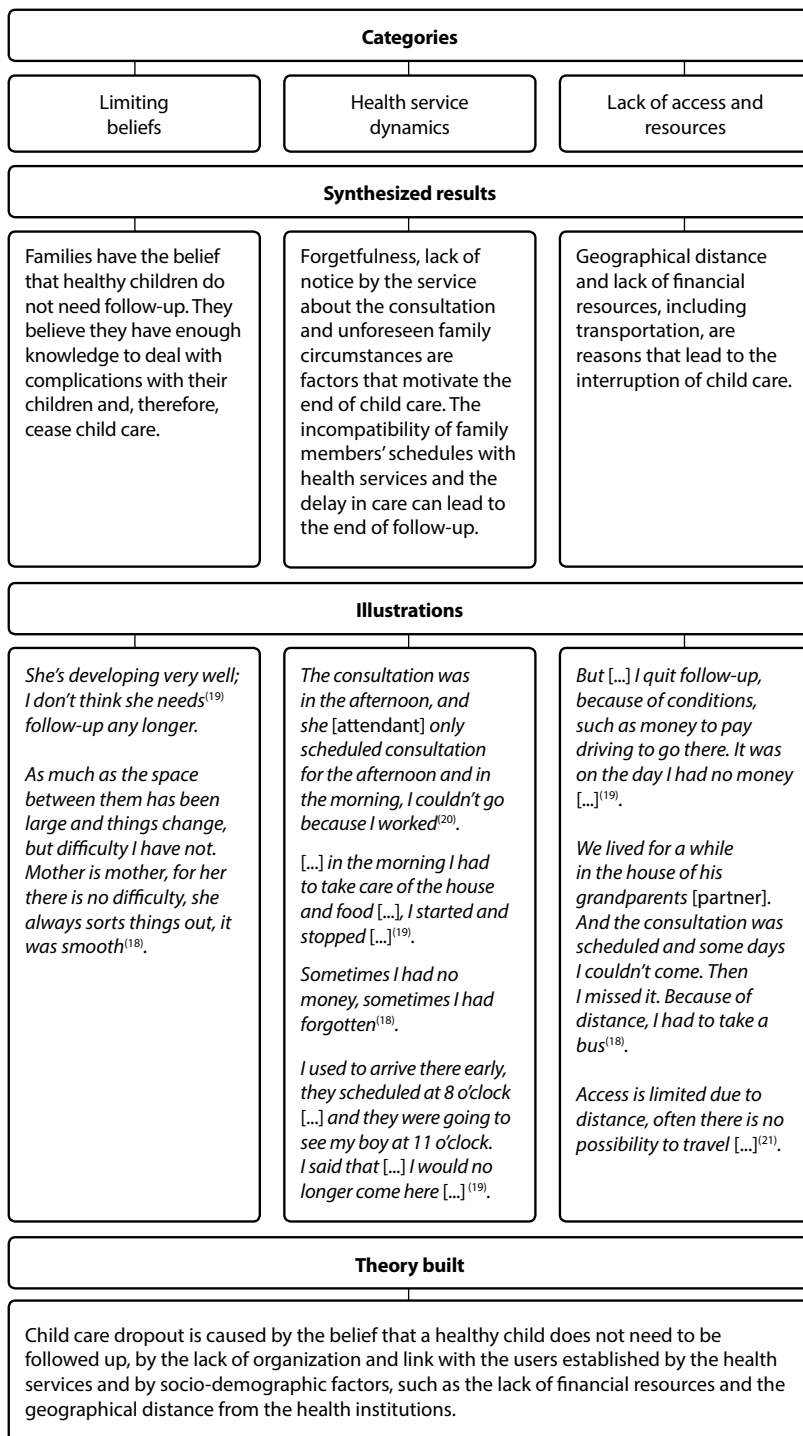 Categories
Limiting
beliefs
Health service
dynamics
Lack of access and
resources
Synthesized results
Families have the belief
that healthy children do
not need follow-up. They
believe they have enough
knowledge to deal with
complications with their
children and, therefore,
cease child care.
Forgetfulness, lack of
notice by the service
about the consultation
and unforeseen family
circumstances are
factors that motivate the
end of child care. The
incompatibility of family
members’ schedules with
health services and the
delay in care can lead to
the end of follow-up.
Geographical distance
and lack of financial
resources, including
transportation, are
reasons that lead to the
interruption of child care.
Illustrations
She’s developing very well;
I don’t think she needs(19)
follow-up any longer.
As much as the space
between them has been
large and things change,
but difficulty I have not.
Mother is mother, for her
there is no difficulty, she
always sorts things out, it
was smooth(18).
The consultation was
in the afternoon, and
she [attendant] only
scheduled consultation
for the afternoon and in
the morning, I couldn’t go
because I worked(20).
[...] in the morning I had
to take care of the house
and food [...], I started and
stopped [...](19).
Sometimes I had no
money, sometimes I had
forgotten(18).
I used to arrive there early,
they scheduled at 8 o’clock
[...] and they were going to
see my boy at 11 o’clock.
I said that [...] I would no
longer come here [...] (19).
But [...] I quit follow-up,
because of conditions,
such as money to pay
driving to go there. It was
on the day I had no money
[...](19).
We lived for a while
in the house of his
grandparents [partner].
And the consultation was
scheduled and some days
I couldn’t come. Then
I missed it. Because of
distance, I had to take a
bus(18).
Access is limited due to
distance, often there is no
possibility to travel [...](21).
Theory built
Child care dropout is caused by the belief that a healthy child does not need to be
followed up, by the lack of organization and link with the users established by the health
services and by socio-demographic factors, such as the lack of financial resources and the
geographical distance from the health institutions.